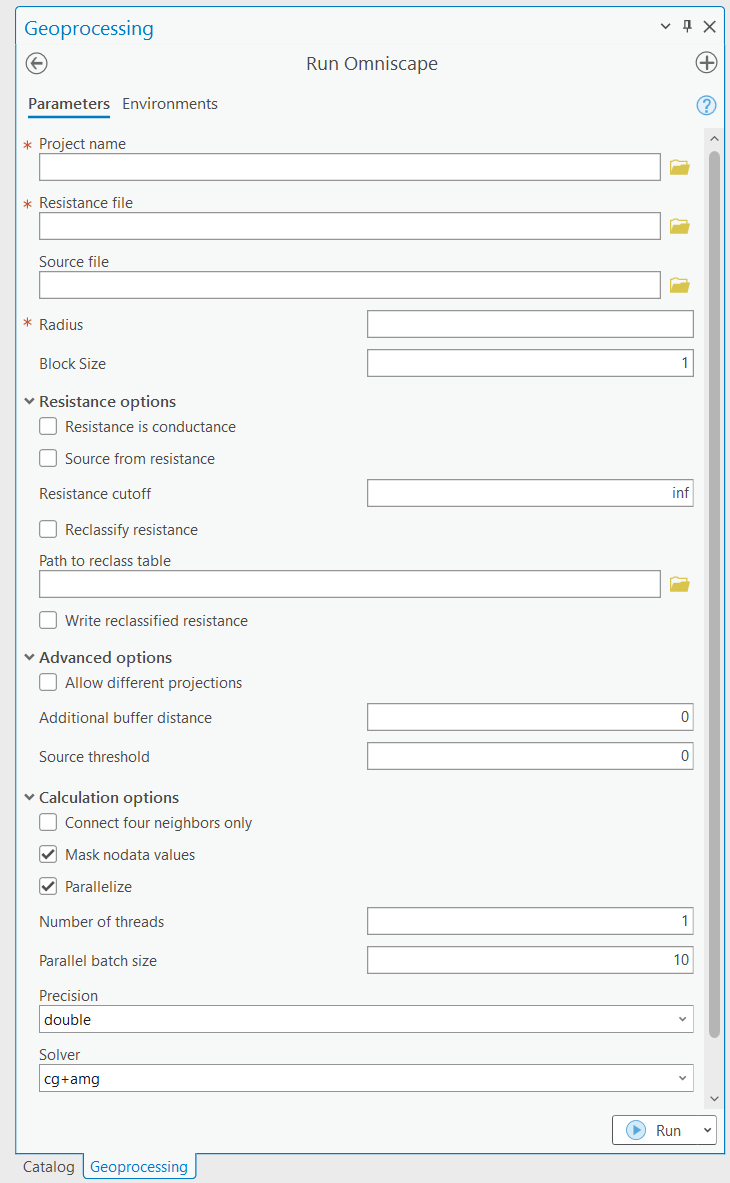 Geoprocessing
Run Omniscape
Parameters Environments
* Project name
* Resistance file
Source file
* Radius
Block Size 1
Resistance options
Resistance is conductance
Source from resistance
Resistance cutoff inf
Reclassify resistance
Path to reclass table
Write reclassified resistance
Advanced options
Allow different projections
Additional buffer distance 0
Source threshold 0
Calculation options
Connect four neighbors only
Mask nodata values
Parallelize
Number of threads 1
Parallel batch size 10
Precision
double
Solver
cg+amg
Run
Catalog Geoprocessing